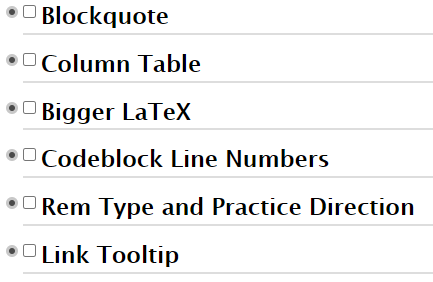 Blockquote
Column Table
Bigger LaTeX
Codeblock Line Numbers
Rem Type and Practice Direction
Link Tooltip